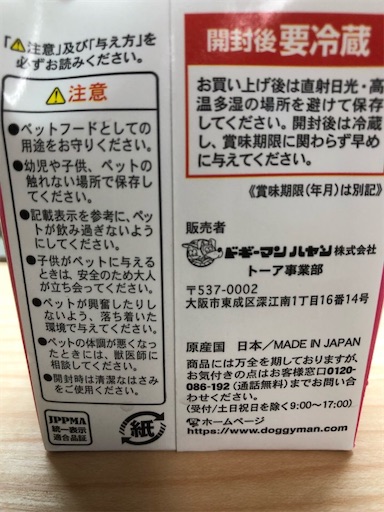 「⚠注意」及び「与え方」を
必ずお読みください。
⚠注意
●ペットフードとしての
用途をお守りください。
●幼児や子供、ペットの
触れない場所で保存し
てください。
●記載表示を参考に、ペッ
トが飲み過ぎないよう
にしてください。
●子供がペットに与える
ときは、安全のため大人
が立ち会ってください。
●ペットが興奮したりし
ないよう、落ち着いた
環境で与えてください。
●ペットの体調が悪くなっ
たときには、獣医師に
相談してください。
●開封時は清潔なはさみ
をご使用ください。
JPPMA
統一表示
適合品証
紙
開封後要冷蔵
お買い上げ後は直射日光・高
温多湿の場所を避けて保存
してください。開封後は冷蔵
し、賞味期限に関わらず早め
に与えてください。
《賞味期限(年月)は別記》
販売者
ドギーマンハヤシ株式会社
トーア事業部
〒537-0002
大阪市東成区深江南1丁目16番14号
原産国 日本/MADE IN JAPAN
商品には万全を期しておりますが、
お気付きの点はお客様窓口0120-
086-192(通話無料)までお問い合
わせください。
(受付/土日祝日を除く9:00~17:00)
ホームページ
https://www.doggyman.com